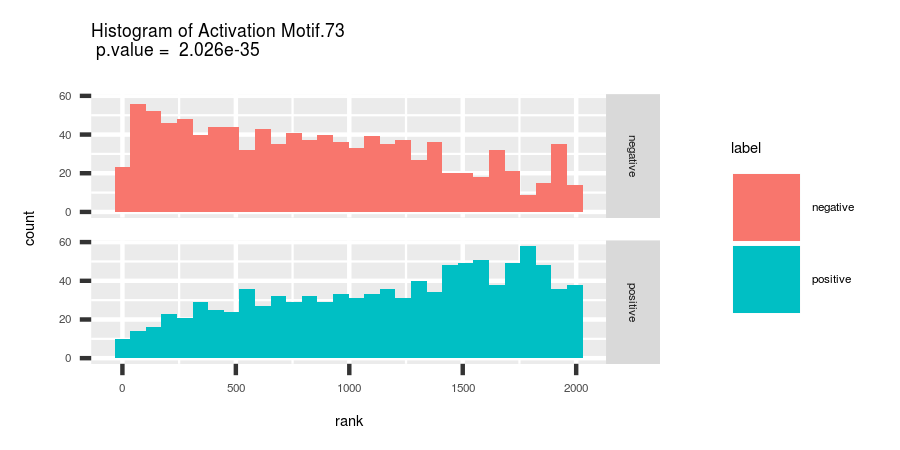 Histogram of Activation Motif.73
p.value = 2.026e-35
60
40
20
0
negative
count
60
40
20
0
positive
0 500 1000 1500 2000
rank
label
negative
positive